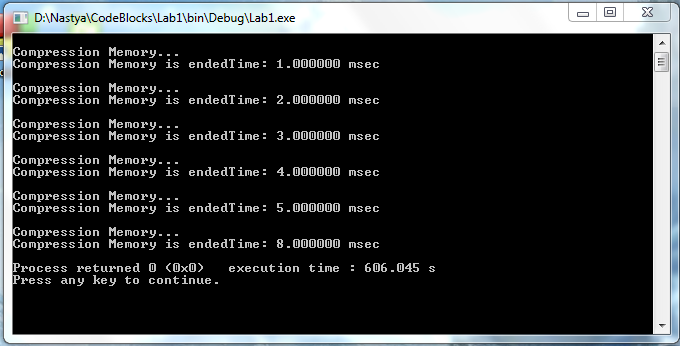 D:\Nastya\CodeBlocks\Lab1\bin\Debug\Lab1.exe
Compression Memory...
Compression Memory is endedTime: 1.000000 msec
Compression Memory...
Compression Memory is endedTime: 2.000000 msec
Compression Memory...
Compression Memory is endedTime: 3.000000 msec
Compression Memory...
Compression Memory is endedTime: 4.000000 msec
Compression Memory...
Compression Memory is endedTime: 5.000000 msec
Compression Memory...
Compression Memory is endedTime: 8.000000 msec
Process returned 0 (0x0)   execution time : 606.045 s
Press any key to continue.